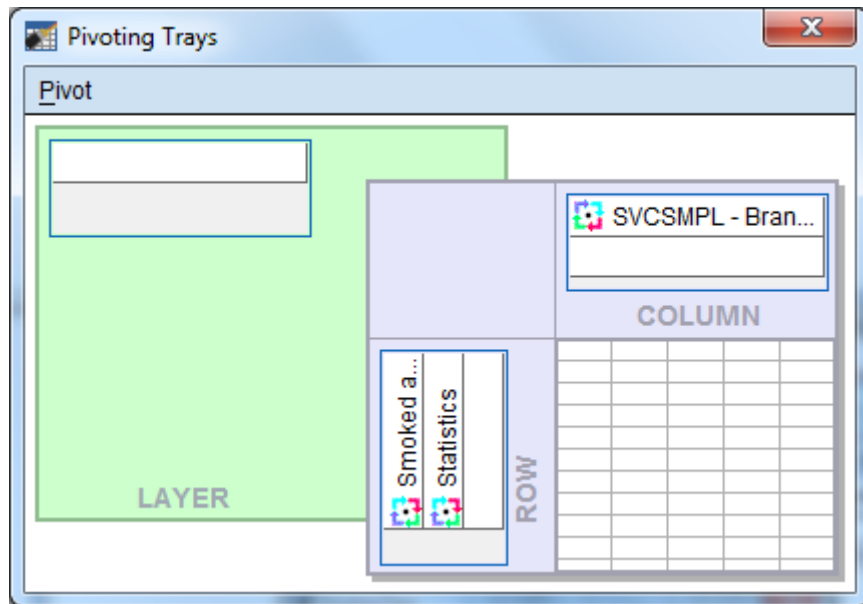 Pivoting Trays
Pivot
SVCSMPL - Bran...
COLUMN
Smoked a...
Statistics
ROW
LAYER